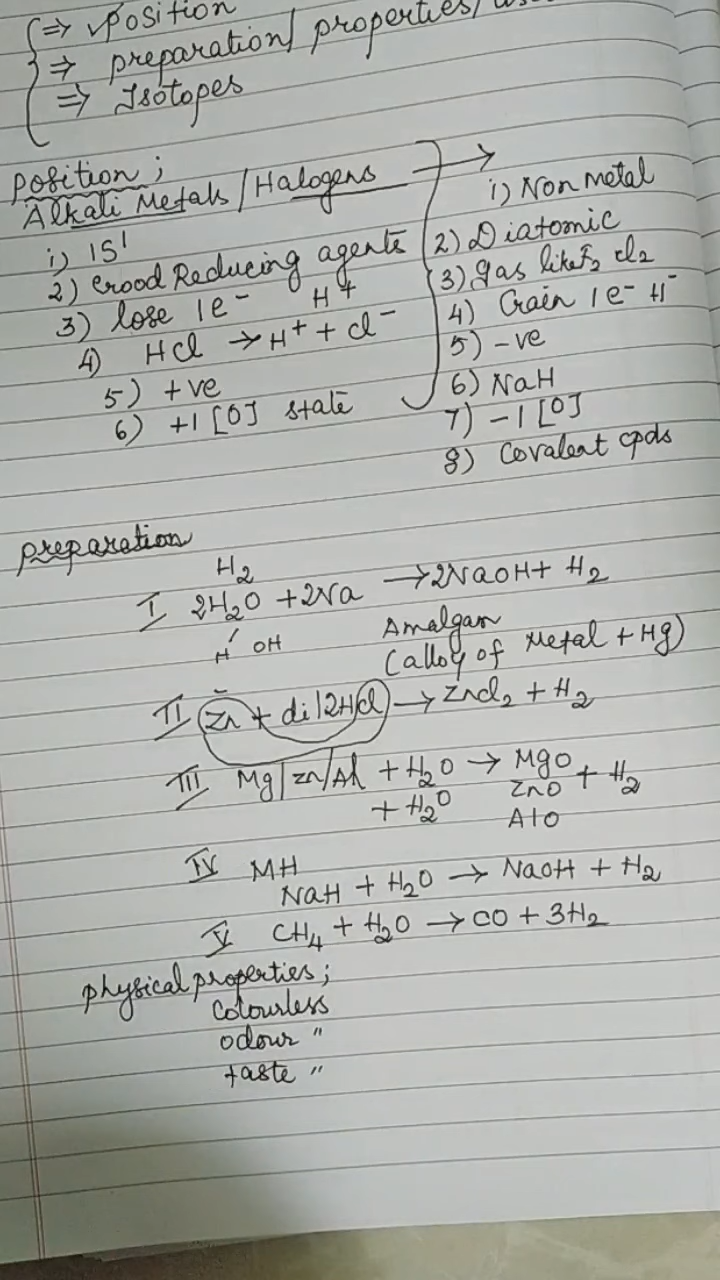 ⇒ position
⇒ preparation/ properties/
⇒ Isotopes
position ;
Alkali Metals / Halogens →
i) 1S¹
2) Good Reducing agents
3) lose 1e⁻ H⁺
4) HCl → H⁺ + Cl⁻
5) +ve
6) +1 [O] state
i) Non metal
2) Diatomic
3) gas like F₂ Cl₂
4) Gain 1e⁻ H⁻
5) -ve
6) NaH
7) -1 [O]
8) Covalent cpds
preparation
H₂
I 2H₂O + 2Na → 2NaOH + H₂
H OH
Amalgam
(alloy of Metal + Hg)
II Zn + dil 2HCl → ZnCl₂ + H₂
III Mg/Zn/Al + H₂O → MgO + H₂
+ H₂O ZnO
AlO
IV MH
NaH + H₂O → NaOH + H₂
V CH₄ + H₂O → CO + 3H₂
physical properties ;
Colourless
odour "
taste "